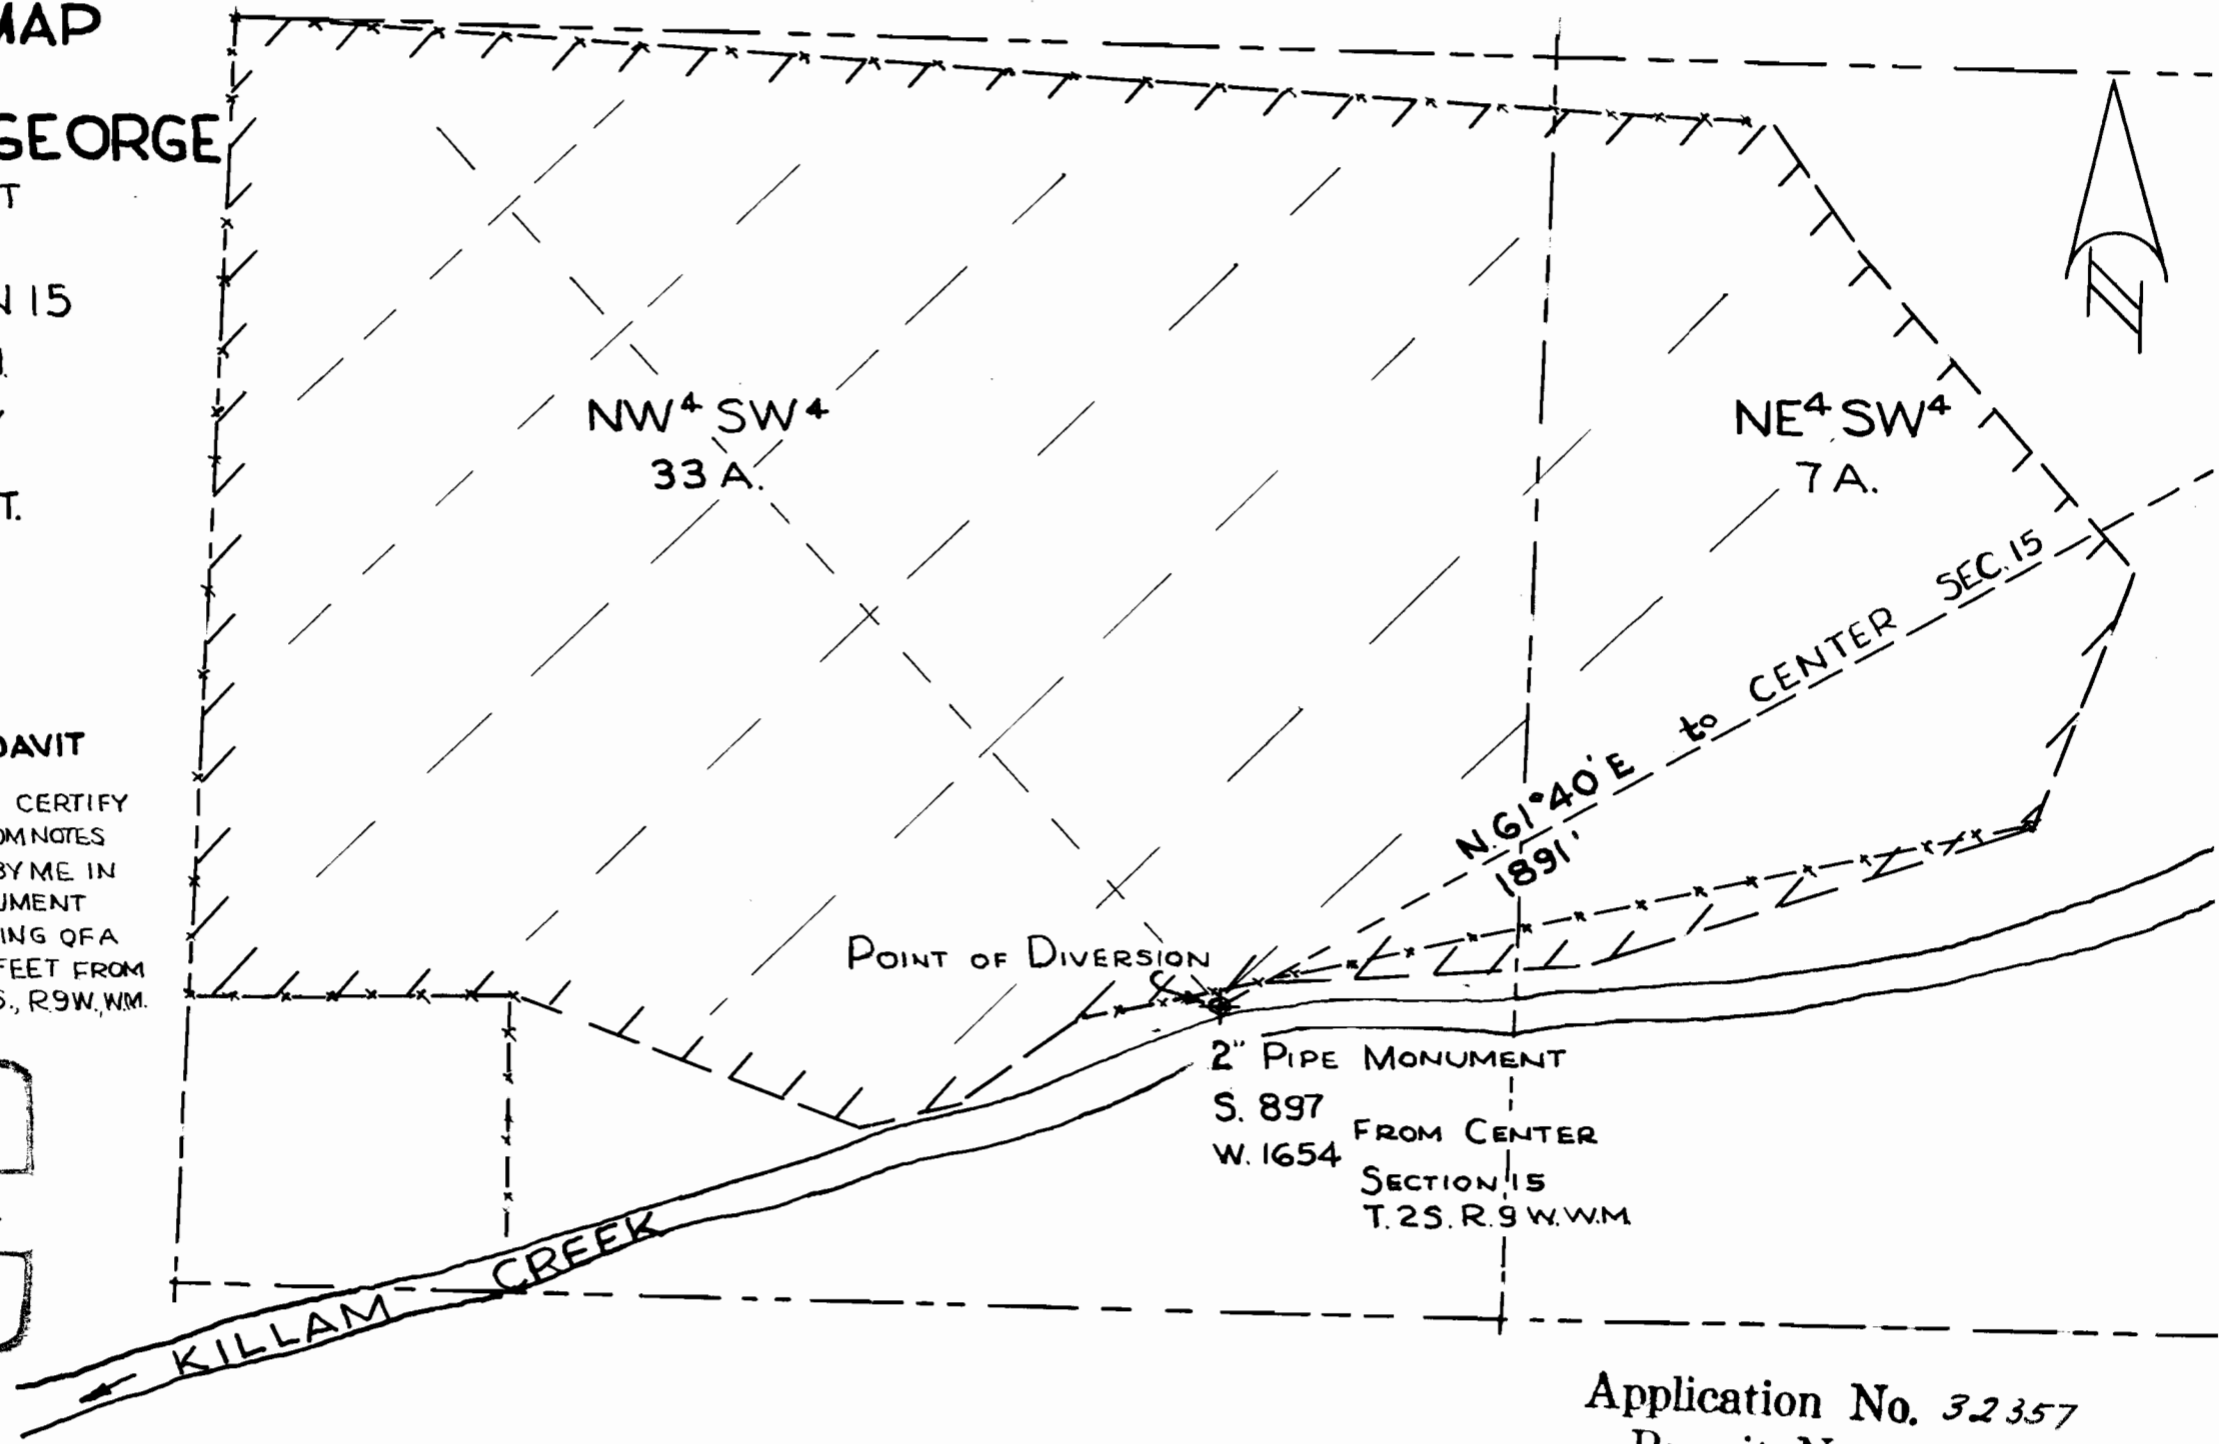 MAP
GEORGE
T
N 15
T.
DAVIT
CERTIFY
OM NOTES
BY ME IN
UMENT
ING OF A
FEET FROM
S., R9W., W.M.
NW⁴ SW⁴
33 A.
NE⁴ SW⁴
7 A.
N. 61°40' E to CENTER SEC. 15
1891'
POINT OF DIVERSION
2" PIPE MONUMENT
S. 897
W. 1654
FROM CENTER
SECTION 15
T. 2S. R. 9 W. W.M
KILLAM CREEK
Application No. 32357